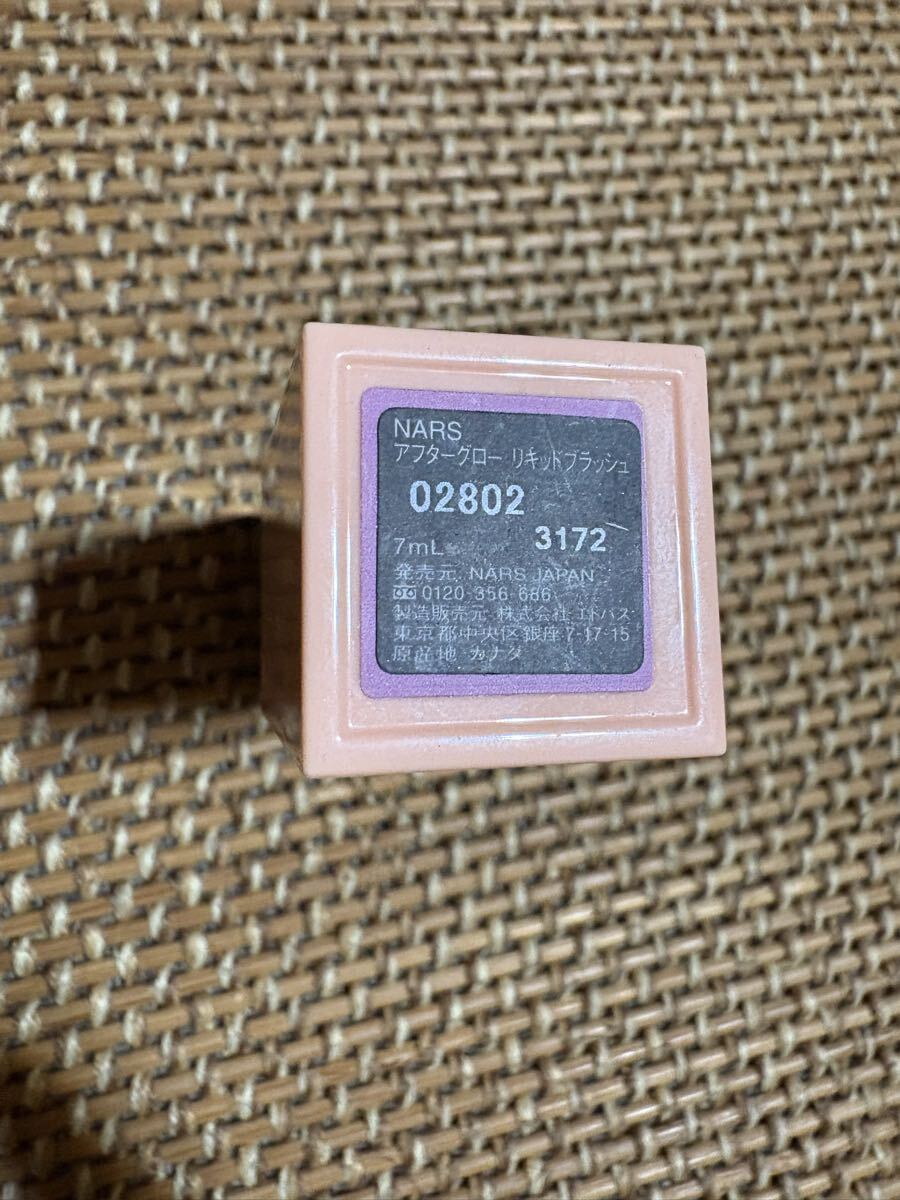 NARS
アフターグロー リキッドブラッシュ
02802
3172
7mL
発売元 NARS JAPAN
0120-356-686
製造販売元 株式会社 エトバス
東京都中央区銀座7-17-15
原産地 カナダ